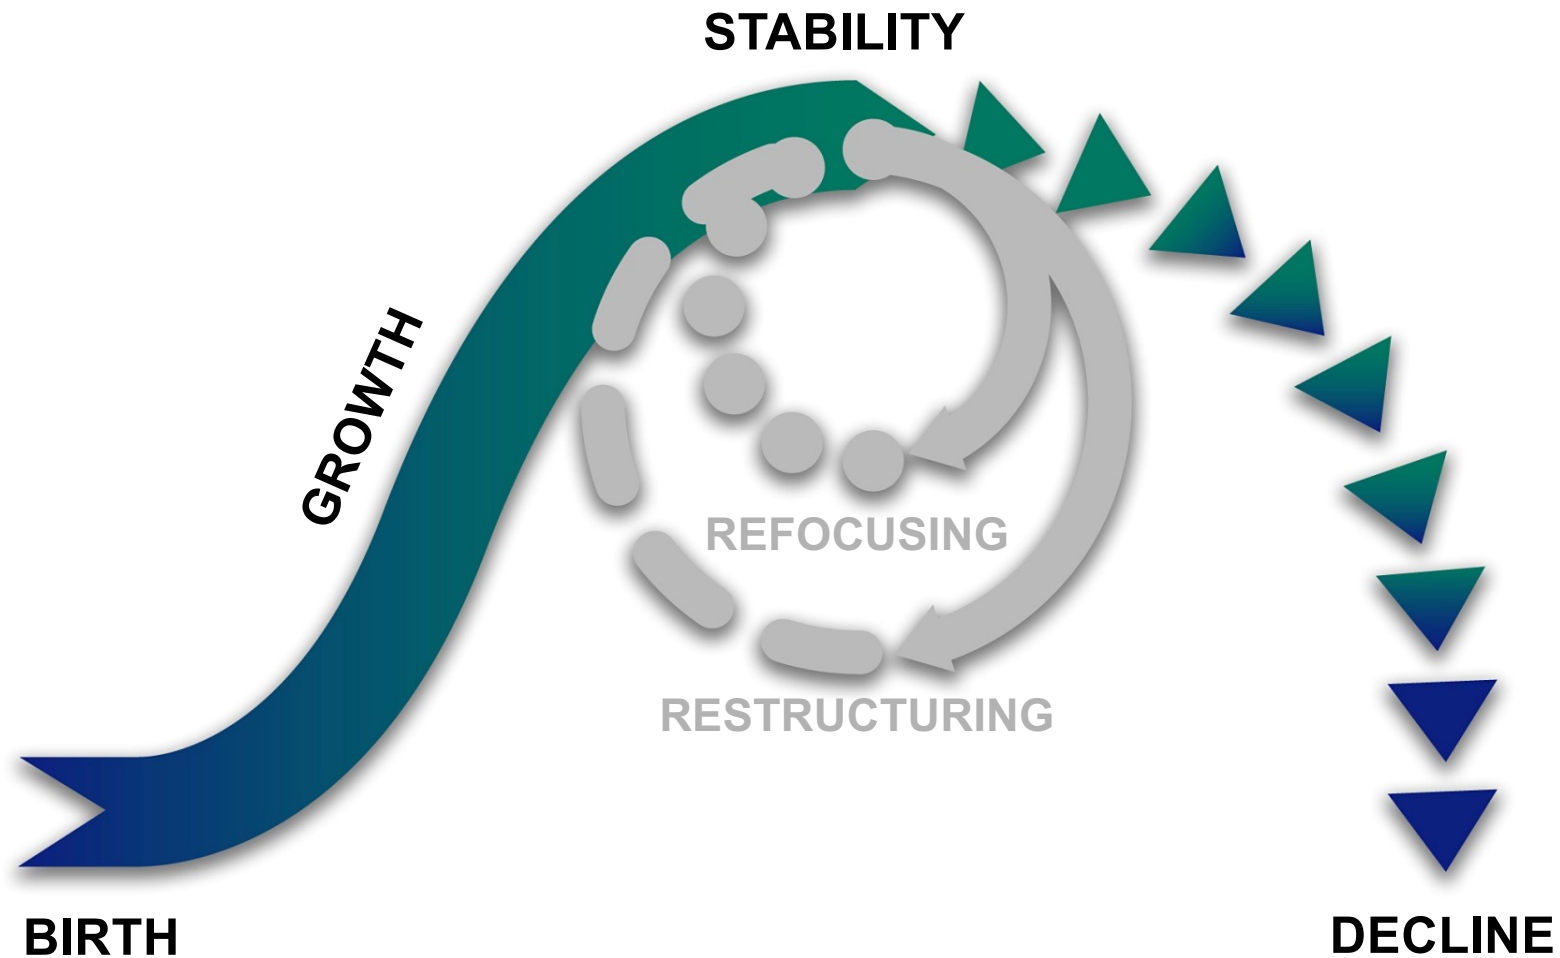 STABILITY
GROWTH
REFOCUSING
RESTRUCTURING
BIRTH
DECLINE